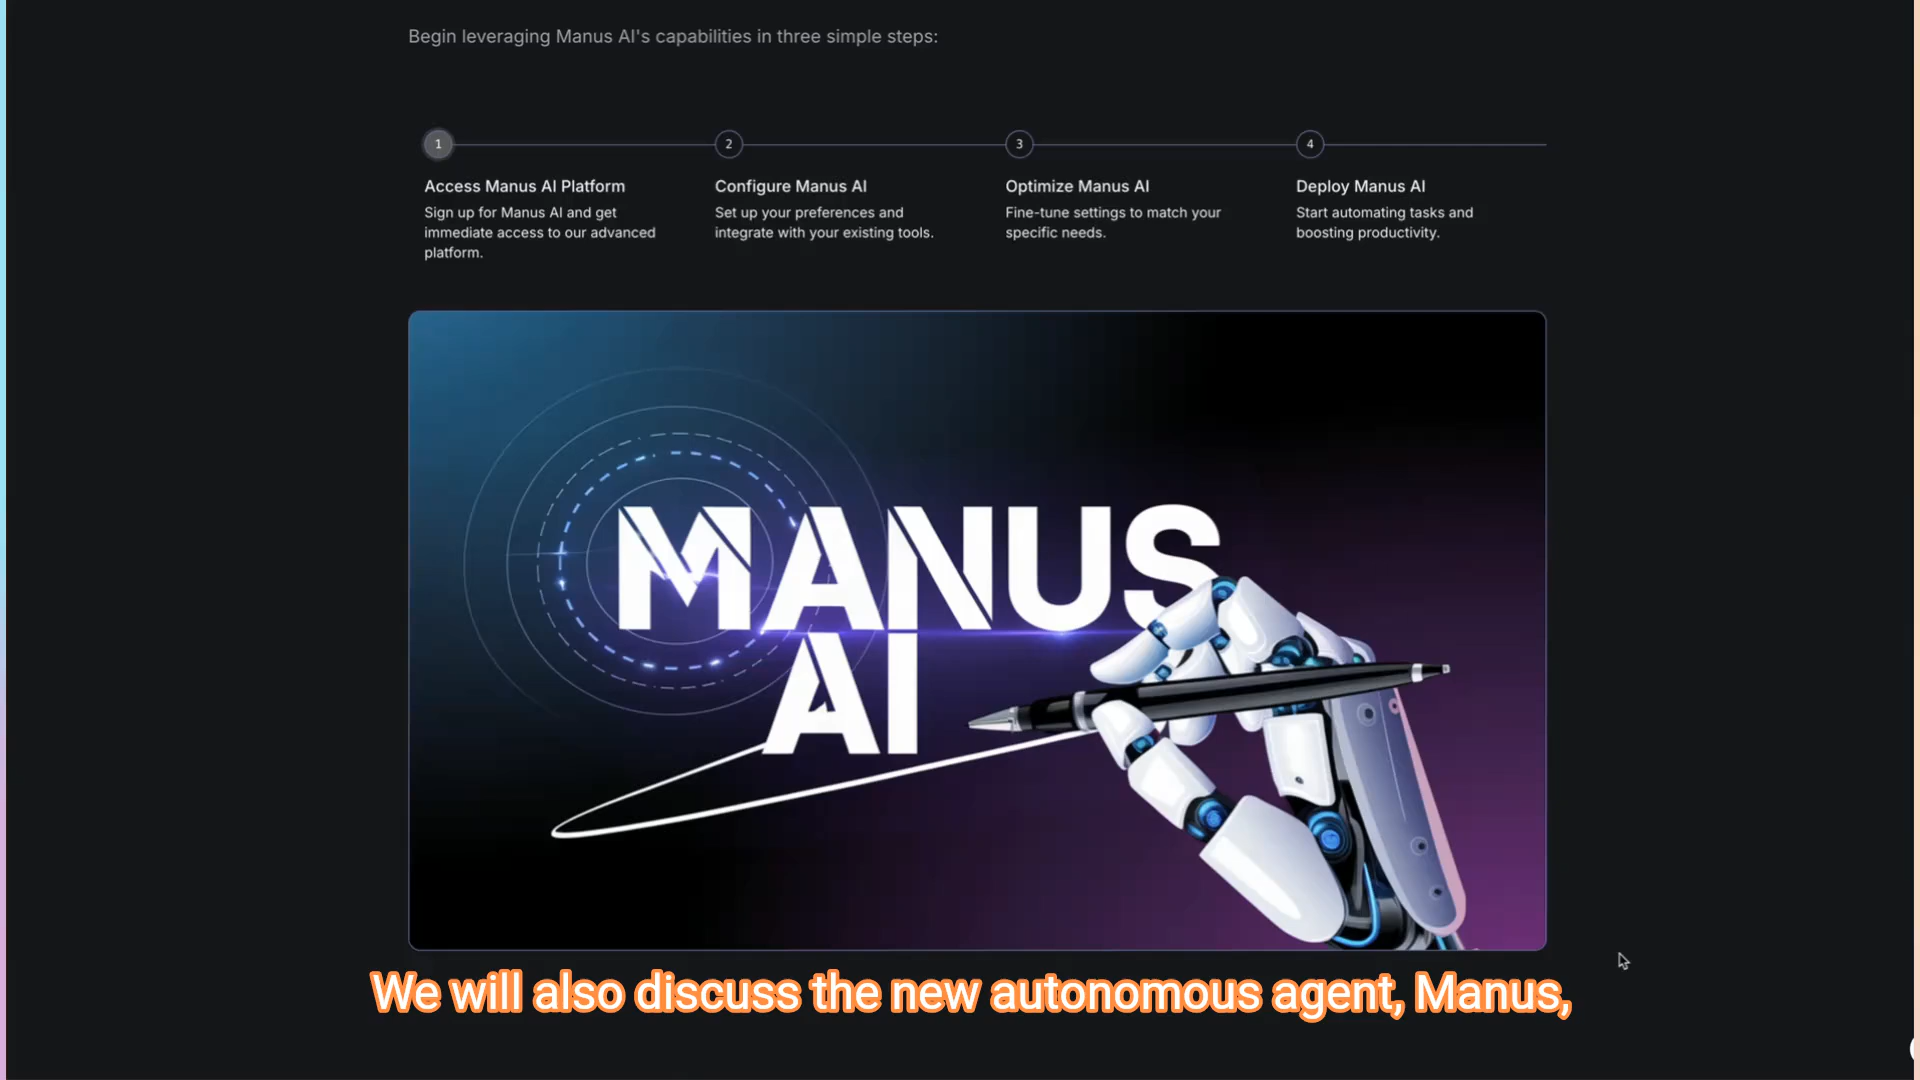 Begin leveraging Manus AI's capabilities in three simple steps:
1
2
3
4
Access Manus AI Platform
Sign up for Manus AI and get
immediate access to our advanced
platform.
Configure Manus AI
Set up your preferences and
integrate with your existing tools.
Optimize Manus AI
Fine-tune settings to match your
specific needs.
Deploy Manus AI
Start automating tasks and
boosting productivity.
MANUS
AI
We will also discuss the new autonomous agent, Manus,